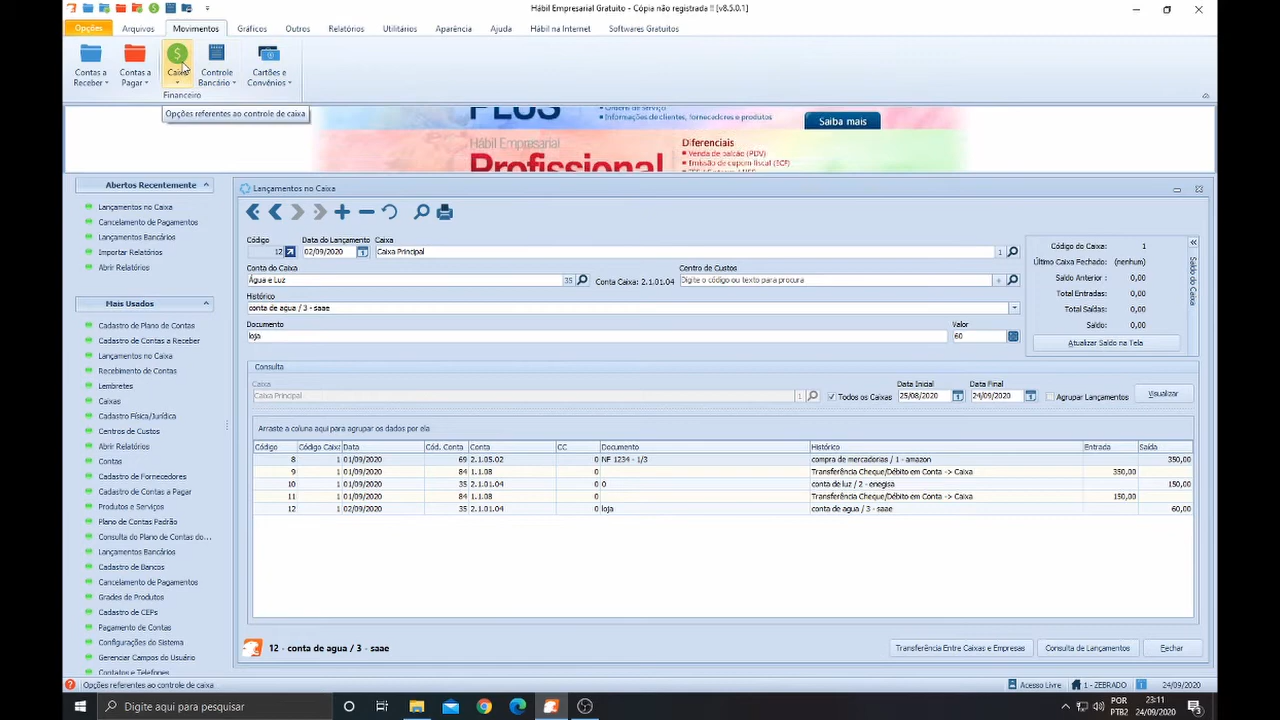 Hábil Empresarial Gratuito - Cópia não registrada !! [v8.5.0.1]
Opções Arquivos Movimentos Gráficos Outros Relatórios Utilitários Aparência Ajuda Hábil na Internet Softwares Gratuitos
Contas a Receber Contas a Pagar Caixa Controle Bancário Cartões e Convênios
Financeiro
Opções referentes ao controle de caixa
PLUS
Ordens de serviço
• Informações de clientes, fornecedores e produtos
Saiba mais
Hábil Empresarial
Profissional
Diferenciais
• Venda de balcão (PDV)
• Emissão de cupom fiscal (ECF)
Abertos Recentemente
Lançamentos no Caixa
Cancelamento de Pagamentos
Lançamentos Bancários
Importar Relatórios
Abrir Relatórios
Mais Usados
Cadastro de Plano de Contas
Cadastro de Contas a Receber
Lançamentos no Caixa
Recebimento de Contas
Lembretes
Caixas
Cadastro Física/Jurídica
Centros de Custos
Abrir Relatórios
Contas
Cadastro de Fornecedores
Cadastro de Contas a Pagar
Produtos e Serviços
Plano de Contas Padrão
Consulta do Plano de Contas do...
Lançamentos Bancários
Cadastro de Bancos
Cancelamento de Pagamentos
Grades de Produtos
Cadastro de CEPs
Pagamento de Contas
Configurações do Sistema
Gerenciar Campos do Usuário
Contatos e Telefones
Lançamentos no Caixa
Código Data do Lançamento Caixa
12 02/09/2020 Caixa Principal 1
Conta do Caixa Centro de Custos
Água e Luz 35 Conta Caixa: 2.1.01.04 Digite o código ou texto para procura
Histórico
conta de agua / 3 - saae
Documento Valor
loja 60
Código do Caixa: 1
Último Caixa Fechado: (nenhum)
Saldo Anterior : 0,00
Total Entradas: 0,00
Total Saídas: 0,00
Saldo: 0,00
Atualizar Saldo na Tela
Saldo do Caixa
Consulta
Caixa Data Inicial Data Final
Caixa Principal 1 Todos os Caixas 25/08/2020 24/09/2020 Agrupar Lançamentos Visualizar
Arraste a coluna aqui para agrupar os dados por ela
Código Código Caixa Data Cód. Conta Conta CC Documento Histórico Entrada Saída
8 1 01/09/2020 69 2.1.05.02 0 NF 1234 - 1/3 compra de mercadorias / 1 - amazon 350,00
9 1 01/09/2020 84 1.1.08 0 Transferência Cheque/Débito em Conta -> Caixa 350,00
10 1 01/09/2020 35 2.1.01.04 0 0 conta de luz / 2 - enegisa 150,00
11 1 01/09/2020 84 1.1.08 0 Transferência Cheque/Débito em Conta -> Caixa 150,00
12 1 02/09/2020 35 2.1.01.04 0 loja conta de agua / 3 - saae 60,00
12 - conta de agua / 3 - saae
Transferência Entre Caixas e Empresas Consulta de Lançamentos Fechar
Opções referentes ao controle de caixa Acesso Livre 1 - ZEBRADO 24/09/2020
Digite aqui para pesquisar
POR
PTB2
23:11
24/09/2020